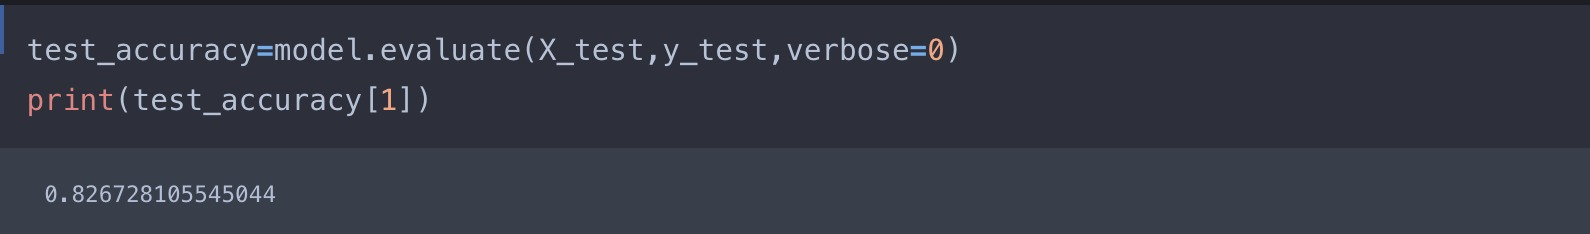 test_accuracy=model.evaluate(X_test,y_test,verbose=0)
print(test_accuracy[1])
0.826728105545044